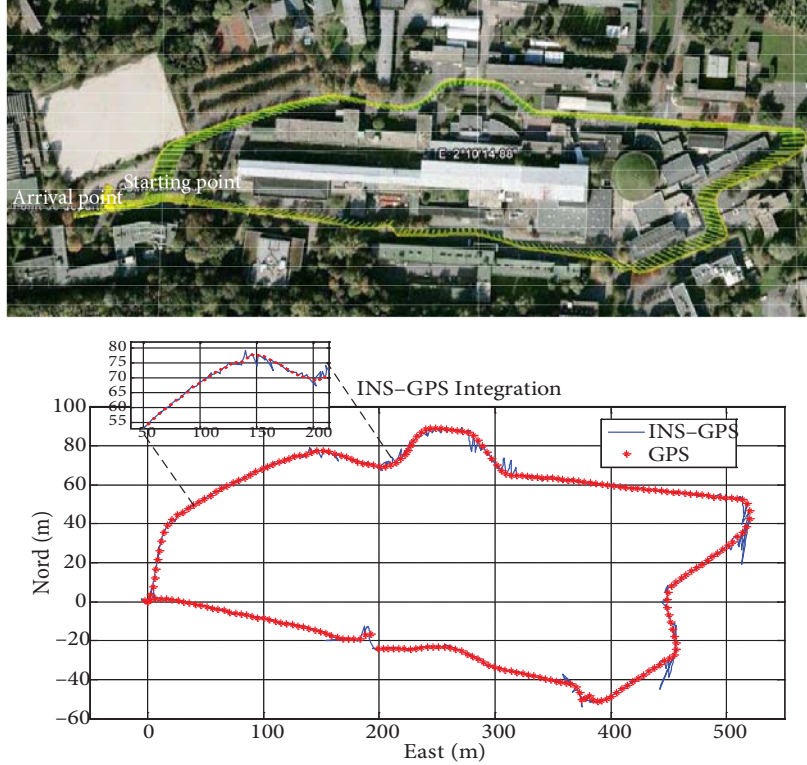 E-2°10'14.66"
Starting point
Arrival point
80
75
70
65
60
55
50 100 150 200
INS–GPS Integration
INS–GPS
GPS
100
80
60
40
20
0
−20
−40
−60
Nord (m)
0 100 200 300 400 500
East (m)